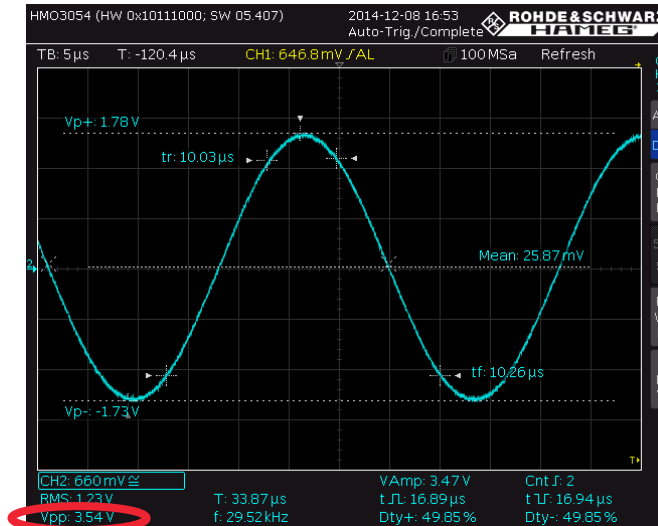 HMO3054 (HW 0x10111000; SW 05.407)
2014-12-08 16:53
Auto-Trig./Complete
ROHDE&SCHWAR
HAMEG
TB: 5µs T: -120.4µs CH1: 646.8mV / AL 100MSa Refresh
Vp+: 1.78V
tr: 10.03µs
Mean: 25.87mV
2
tf: 10.26µs
Vp-: -1.73V
CH2: 660mV≅ VAmp: 3.47V Cnt ⎍: 2
RMS: 1.23V T: 33.87µs t ⎍: 16.89µs t ⎍: 16.94µs
Vpp: 3.54V f: 29.52kHz Dty+: 49.85% Dty-: 49.85%